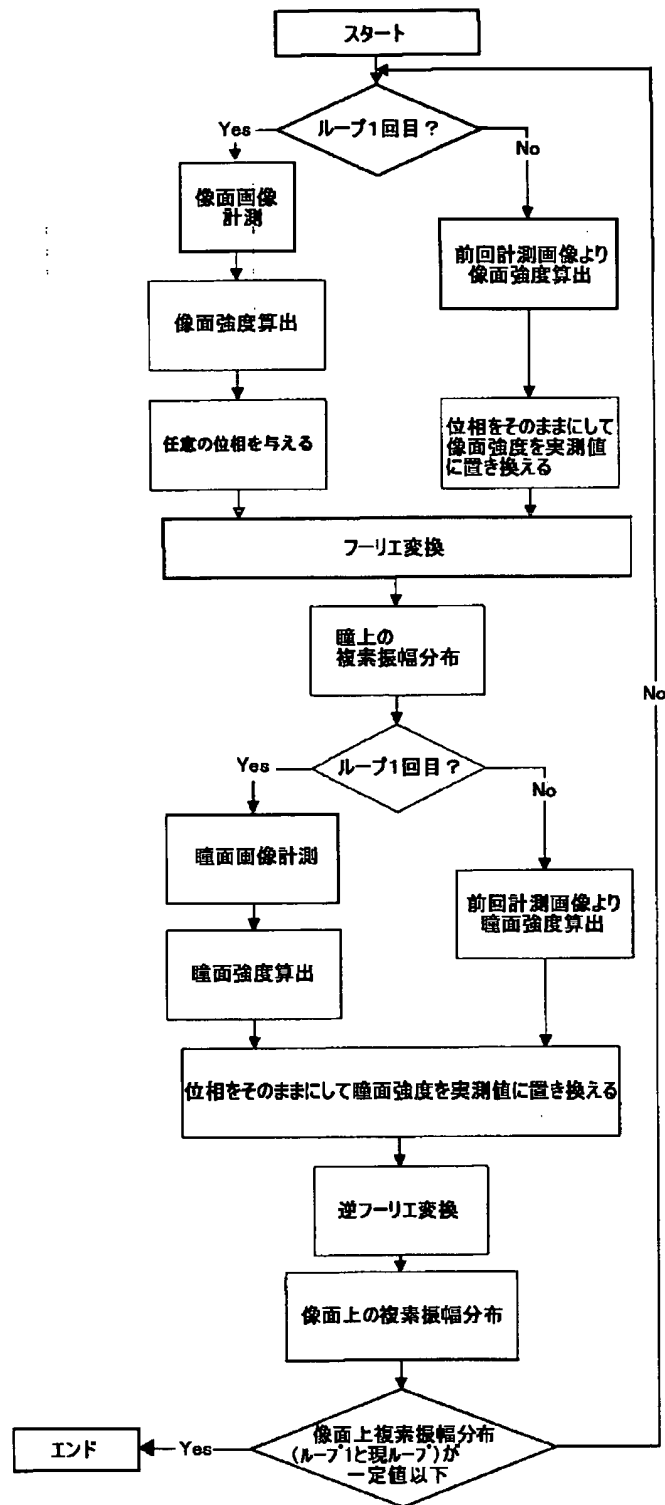 スタート
ループ1回目？
Yes
No
像面画像
計測
前回計測画像より
像面強度算出
像面強度算出
任意の位相を与える
位相をそのままにして
像面強度を実測値
に置き換える
フーリエ変換
瞳上の
複素振幅分布
No
ループ1回目？
Yes
No
瞳面画像計測
前回計測画像より
瞳面強度算出
瞳面強度算出
位相をそのままにして瞳面強度を実測値に置き換える
逆フーリエ変換
像面上の複素振幅分布
像面上複素振幅分布
(ループ1と現ループ)が
一定値以下
Yes
エンド